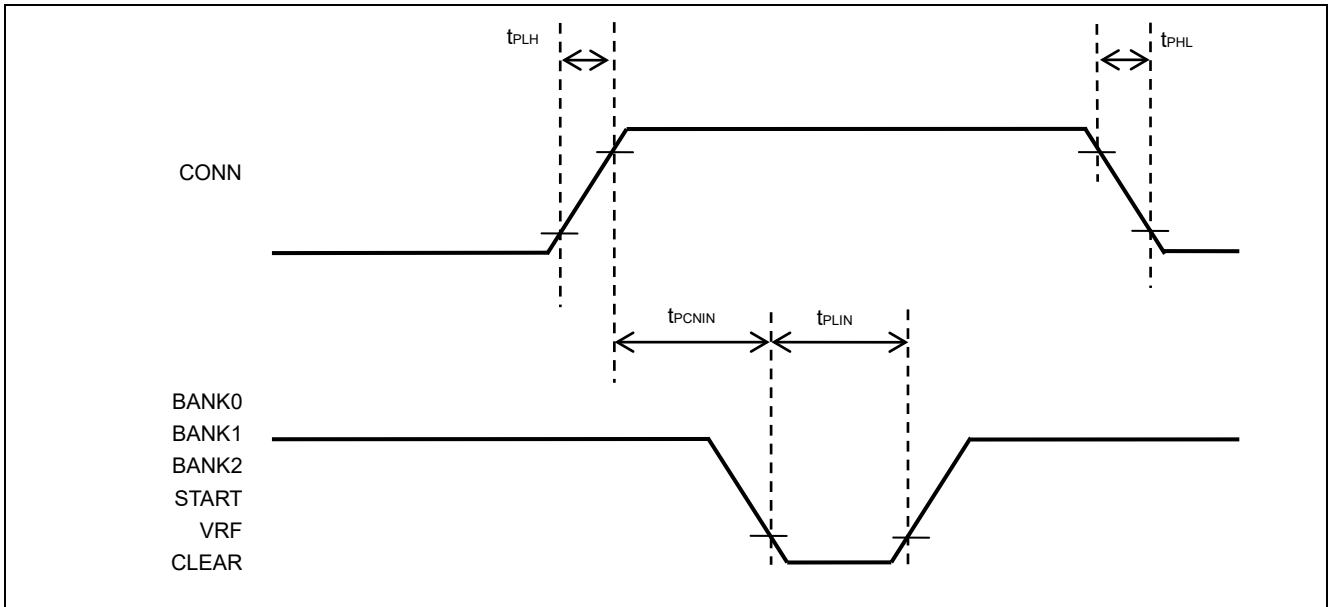 tPLH
tPHL
CONN
tPCNIN
tPLIN
BANK0
BANK1
BANK2
START
VRF
CLEAR